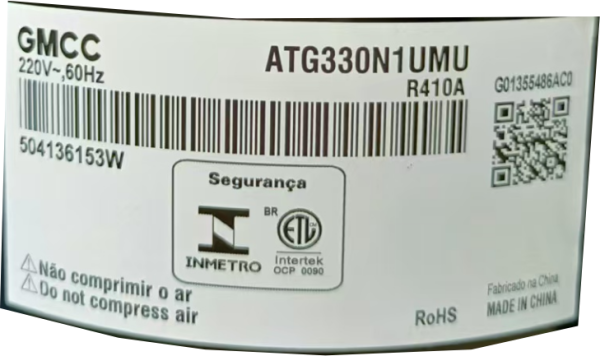 GMCC
ATG330N1UMU
220V~,60Hz
R410A
G01355486AC0
504136153W
Segurança
BR
ETL
INMETRO
Intertek
OCP 0090
Não comprimir o ar
Do not compress air
RoHS
Fabricado na China
MADE IN CHINA